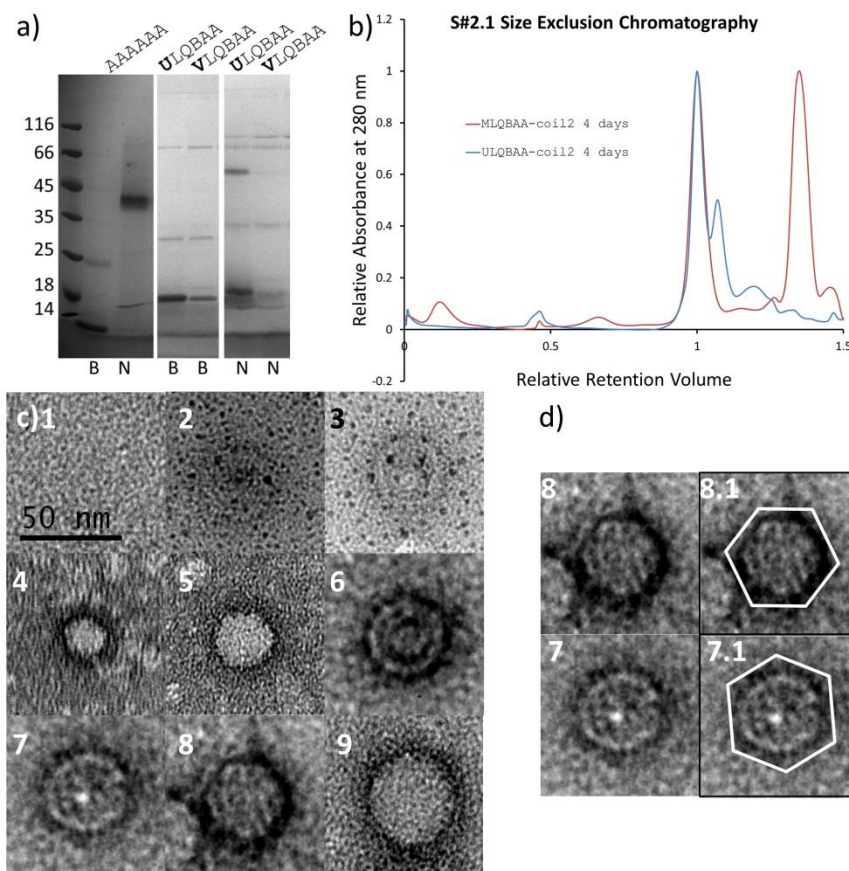 a)
AAAAAA
ULQBAA
VLQBAA
ULQBAA
VLQBAA
116
66
45
35
25
18
14
B N B B N N
b)
S#2.1 Size Exclusion Chromatography
Relative Absorbance at 280 nm
1.2
1
0.8
0.6
0.4
0.2
0
-0.2
MLQBAA-coil2 4 days
ULQBAA-coil2 4 days
0 0.5 1 1.5
Relative Retention Volume
c)1 2 3
50 nm
4 5 6
7 8 9
d)
8 8.1
7 7.1